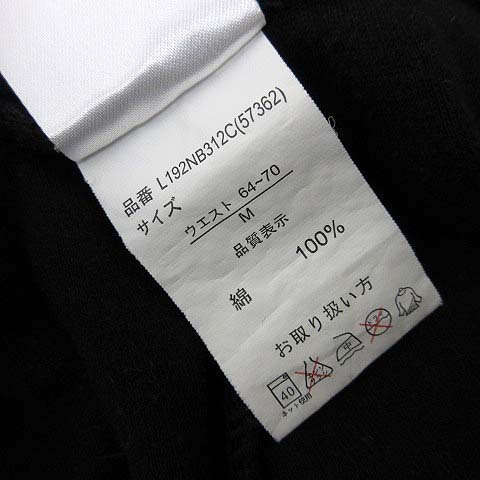 品番 L192NB312C(57362)
サイズ
ウエスト 64~70
M
品質表示
綿 100%
お取り扱い方
40
中
ネット使用